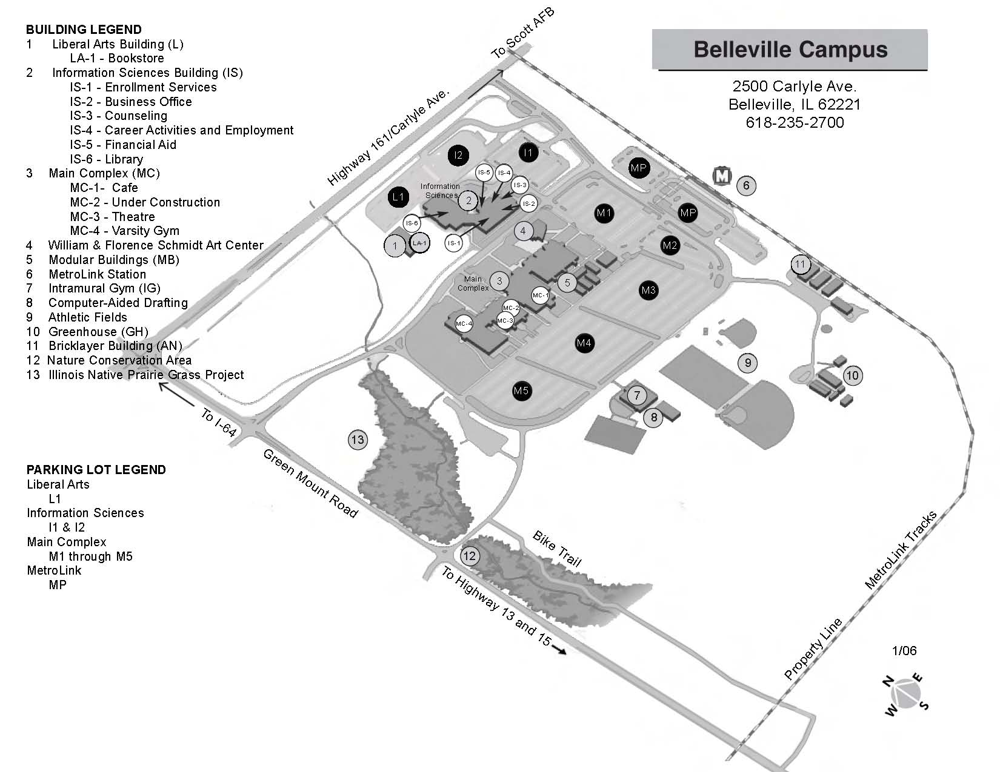 BUILDING LEGEND
1 Liberal Arts Building (L)
LA-1 - Bookstore
2 Information Sciences Building (IS)
IS-1 - Enrollment Services
IS-2 - Business Office
IS-3 - Counseling
IS-4 - Career Activities and Employment
IS-5 - Financial Aid
IS-6 - Library
3 Main Complex (MC)
MC-1- Cafe
MC-2 - Under Construction
MC-3 - Theatre
MC-4 - Varsity Gym
4 William & Florence Schmidt Art Center
5 Modular Buildings (MB)
6 MetroLink Station
7 Intramural Gym (IG)
8 Computer-Aided Drafting
9 Athletic Fields
10 Greenhouse (GH)
11 Bricklayer Building (AN)
12 Nature Conservation Area
13 Illinois Native Prairie Grass Project
PARKING LOT LEGEND
Liberal Arts
L1
Information Sciences
I1 & I2
Main Complex
M1 through M5
MetroLink
MP
Belleville Campus
2500 Carlyle Ave.
Belleville, IL 62221
618-235-2700
To Scott AFB
Highway 161/Carlyle Ave.
I2
I1
MP
M
6
L1
Information
Sciences
2
IS-5
IS-4
IS-3
IS-2
IS-6
IS-1
1
LA-1
M1
MP
M2
4
11
Main
Complex
3
5
MC-1
MC-2
MC-3
MC-4
M3
M4
M5
9
10
7
8
13
To I-64
Green Mount Road
12
Bike Trail
To Highway 13 and 15
MetroLink Tracks
Property Line
1/06
N
E
W
S